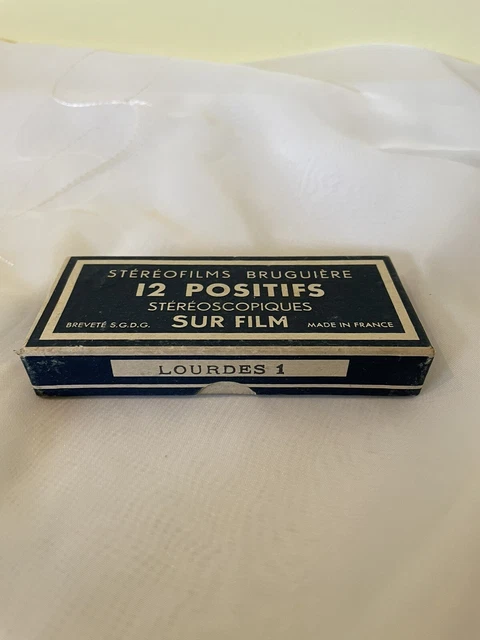 STÉRÉOFILMS BRUGUIÈRE
12 POSITIFS
STÉRÉOSCOPIQUES
BREVETÉ S.G.D.G. SUR FILM MADE IN FRANCE
LOURDES 1